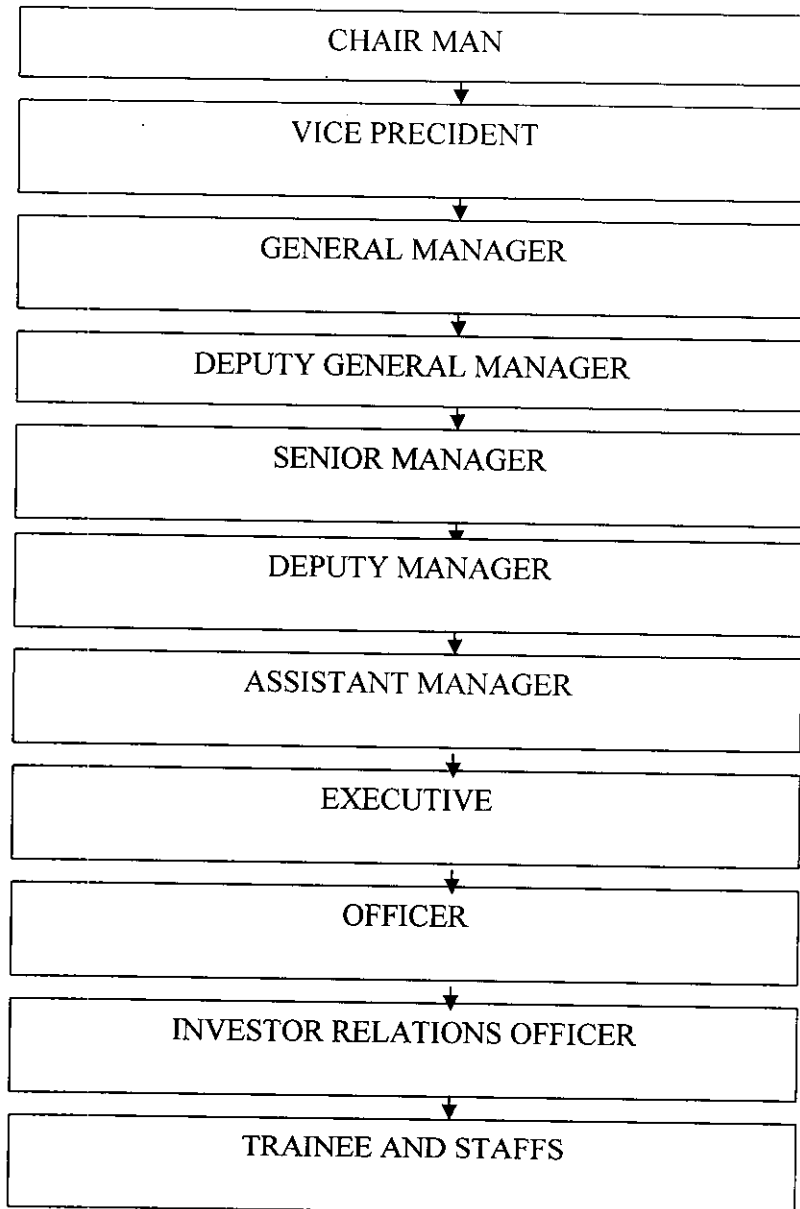 CHAIR MAN
VICE PRECIDENT
GENERAL MANAGER
DEPUTY GENERAL MANAGER
SENIOR MANAGER
DEPUTY MANAGER
ASSISTANT MANAGER
EXECUTIVE
OFFICER
INVESTOR RELATIONS OFFICER
TRAINEE AND STAFFS